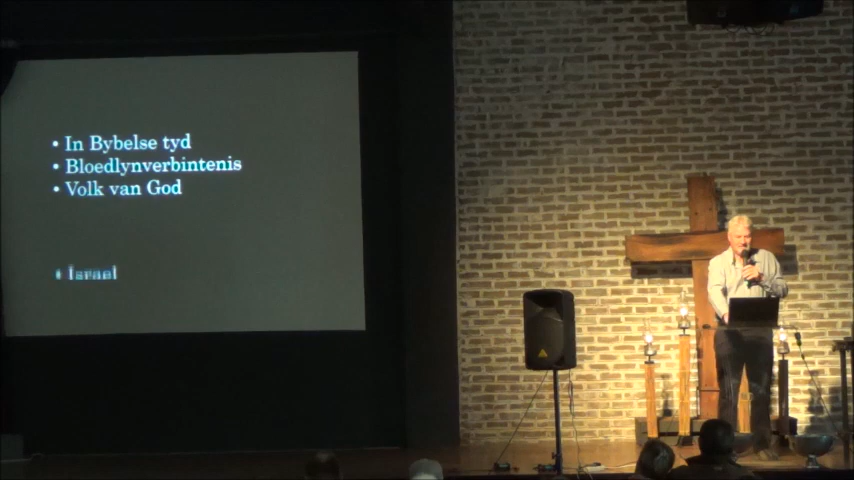 • In Bybelse tyd
• Bloedlynverbintenis
• Volk van God
• Israel